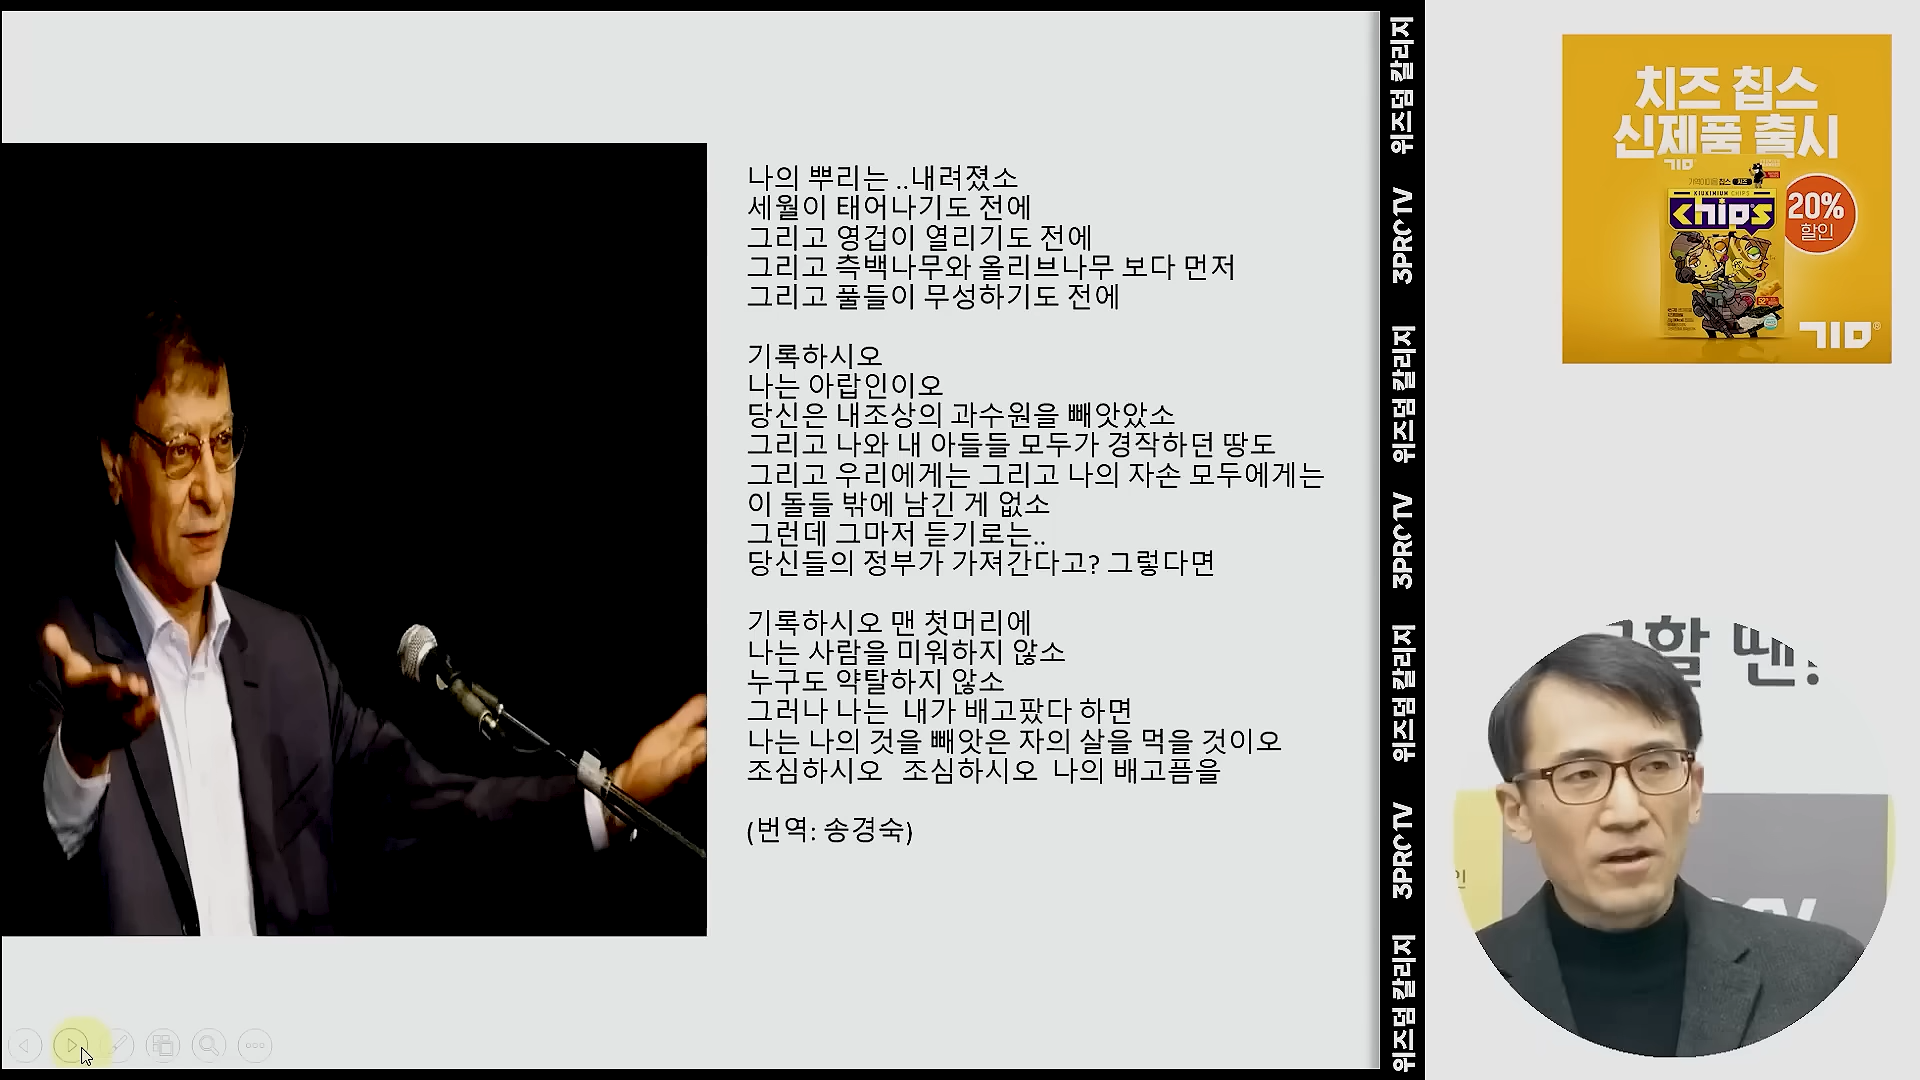 나의 뿌리는 ..내려졌소
세월이 태어나기도 전에
그리고 영겁이 열리기도 전에
그리고 측백나무와 올리브나무 보다 먼저
그리고 풀들이 무성하기도 전에
기록하시오
나는 아랍인이오
당신은 내조상의 과수원을 빼앗았소
그리고 나와 내 아들들 모두가 경작하던 땅도
그리고 우리에게는 그리고 나의 자손 모두에게는
이 돌들 밖에 남긴 게 없소
그런데 그마저 듣기로는..
당신들의 정부가 가져간다고? 그렇다면
기록하시오 맨 첫머리에
나는 사람을 미워하지 않소
누구도 약탈하지 않소
그러나 나는 내가 배고팠다 하면
나는 나의 것을 빼앗은 자의 살을 먹을 것이오
조심하시오 조심하시오 나의 배고픔을
(번역: 송경숙)
위즈덤 칼리지
3PROTV
위즈덤 칼리지
3PROTV
위즈덤 칼리지
3PROTV
위즈덤 칼리지
치즈 칩스
신제품 출시
기미
칩스 치즈
KIUKIMIUM CHIPS
chip's
20%
할인
기미
할 땐!
인